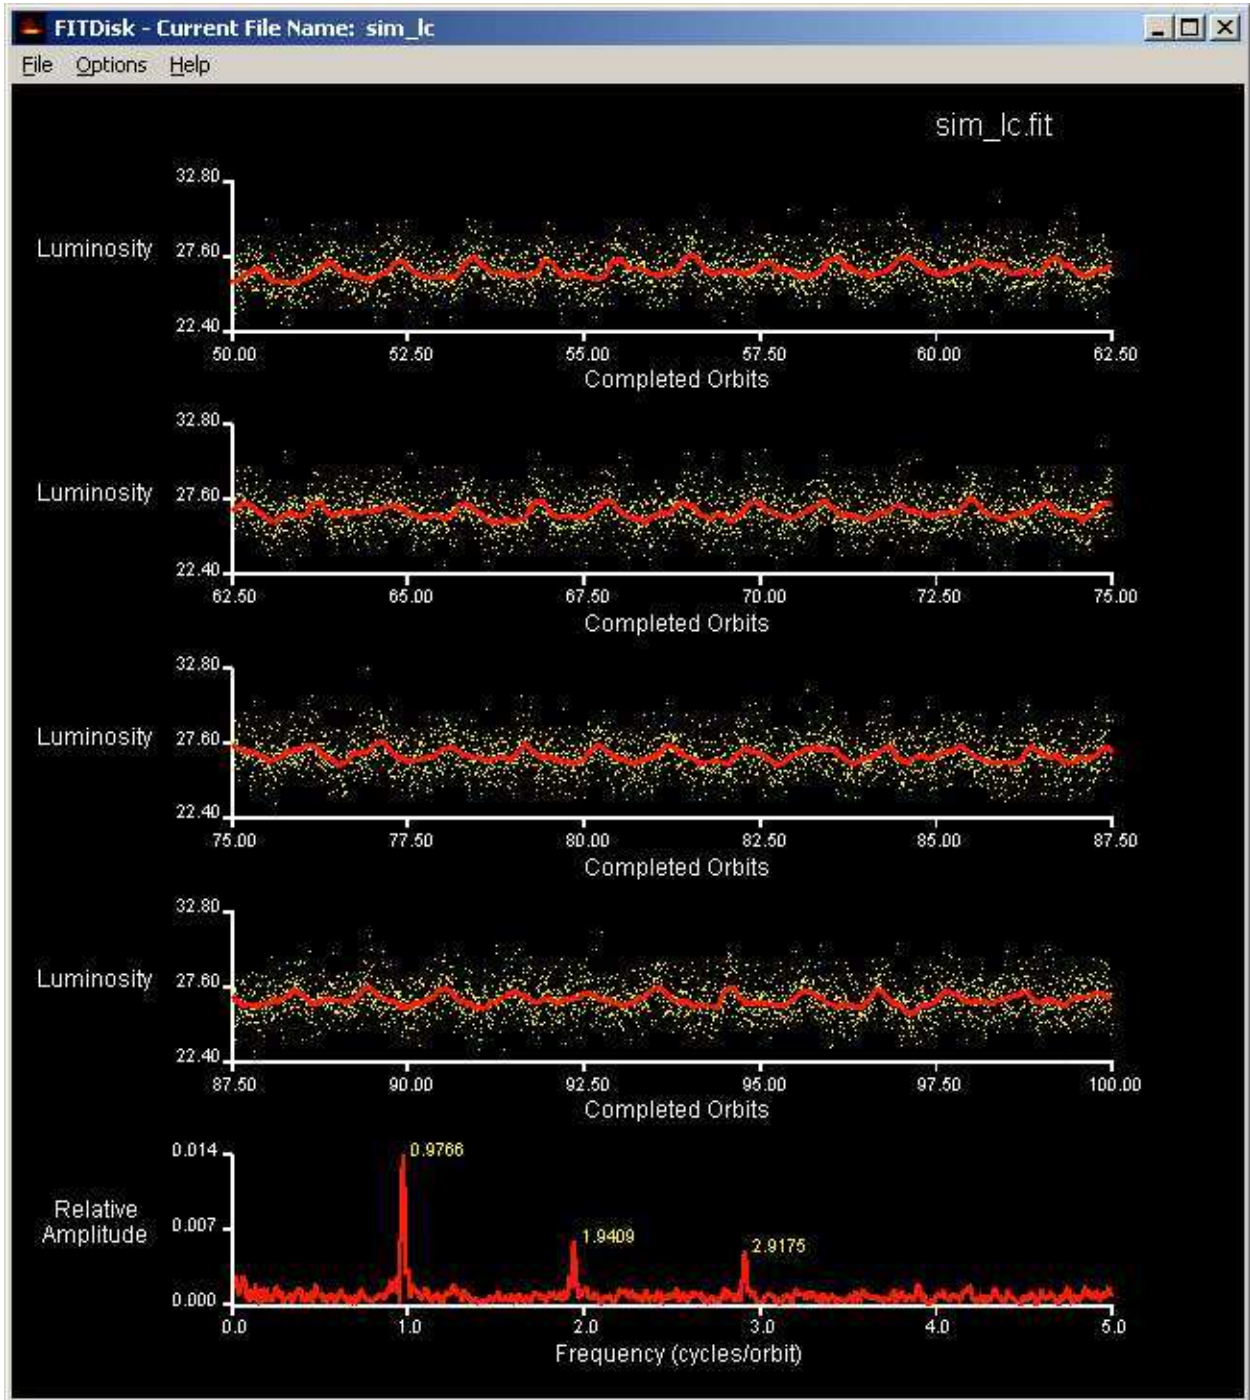 FITDisk - Current File Name: sim_lc
File Options Help
sim_lc.fit
32.80
Luminosity 27.60
22.40
50.00 52.50 55.00 57.50 60.00 62.50
Completed Orbits
32.80
Luminosity 27.60
22.40
62.50 65.00 67.50 70.00 72.50 75.00
Completed Orbits
32.80
Luminosity 27.60
22.40
75.00 77.50 80.00 82.50 85.00 87.50
Completed Orbits
32.80
Luminosity 27.60
22.40
87.50 90.00 92.50 95.00 97.50 100.00
Completed Orbits
0.014 0.9766
Relative
Amplitude 0.007 1.9409 2.9175
0.000
0.0 1.0 2.0 3.0 4.0 5.0
Frequency (cycles/orbit)